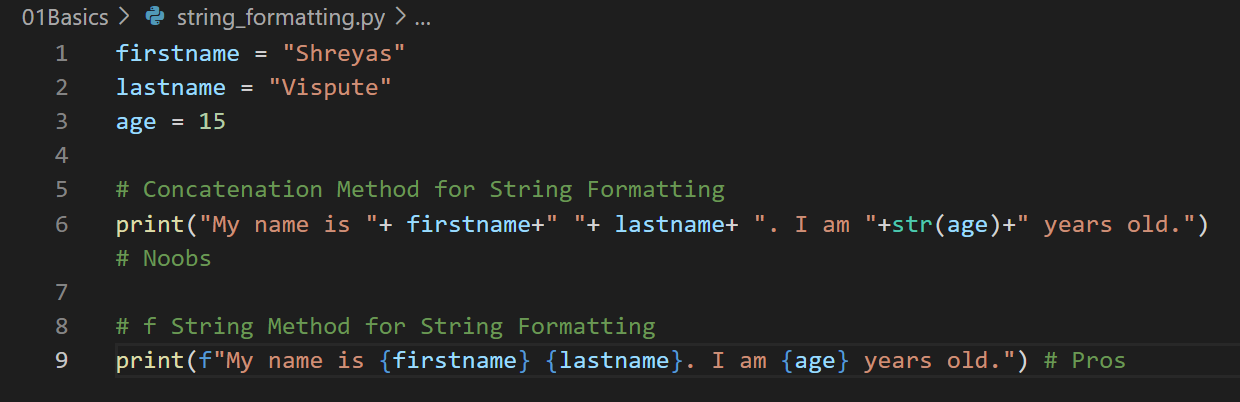 01Basics > string_formatting.py > ...
1 firstname = "Shreyas"
2 lastname = "Vispute"
3 age = 15
4
5 # Concatenation Method for String Formatting
6 print("My name is "+ firstname+" "+ lastname+ ". I am "+str(age)+" years old.")
# Noobs
7
8 # f String Method for String Formatting
9 print(f"My name is {firstname} {lastname}. I am {age} years old.") # Pros